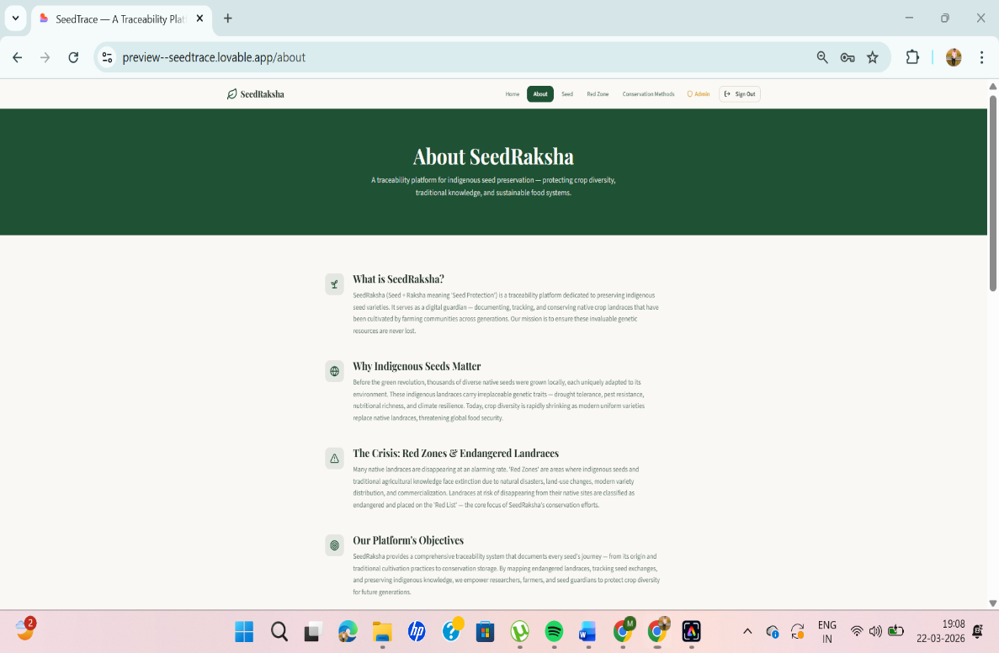 SeedTrace — A Traceability Plat
preview--seedtrace.lovable.app/about
SeedRaksha
Home
About
Seed
Red Zone
Conservation Methods
Admin
Sign Out
About SeedRaksha
A traceability platform for indigenous seed preservation — protecting crop diversity,
traditional knowledge, and sustainable food systems.
What is SeedRaksha?
SeedRaksha (Seed + Raksha meaning 'Seed Protection') is a traceability platform dedicated to preserving indigenous
seed varieties. It serves as a digital guardian — documenting, tracking, and conserving native crop landraces that have
been cultivated by farming communities across generations. Our mission is to ensure these invaluable genetic
resources are never lost.
Why Indigenous Seeds Matter
Before the green revolution, thousands of diverse native seeds were grown locally, each uniquely adapted to its
environment. These indigenous landraces carry irreplaceable genetic traits — drought tolerance, pest resistance,
nutritional richness, and climate resilience. Today, crop diversity is rapidly shrinking as modern uniform varieties
replace native landraces, threatening global food security.
The Crisis: Red Zones & Endangered Landraces
Many native landraces are disappearing at an alarming rate. 'Red Zones' are areas where indigenous seeds and
traditional agricultural knowledge face extinction due to natural disasters, land-use changes, modern variety
distribution, and commercialization. Landraces at risk of disappearing from their native sites are classified as
endangered and placed on the 'Red List' — the core focus of SeedRaksha's conservation efforts.
Our Platform's Objectives
SeedRaksha provides a comprehensive traceability system that documents every seed's journey — from its origin and
traditional cultivation practices to conservation storage. By mapping endangered landraces, tracking seed exchanges,
and preserving indigenous knowledge, we empower researchers, farmers, and seed guardians to protect crop diversity
for future generations.
2
hp
W
M
ENG
IN
19:08
22-03-2026